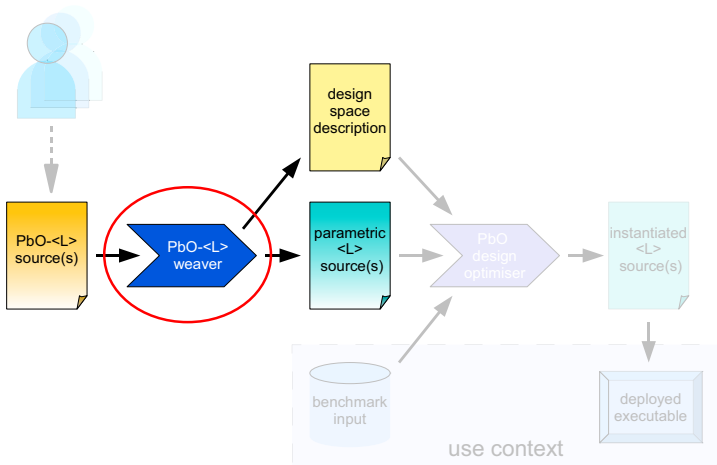 design
space
description
PbO-<L>
source(s)
PbO-<L>
weaver
parametric
<L>
source(s)
PbO
design
optimiser
instantiated
<L>
source(s)
benchmark
input
deployed
executable
use context